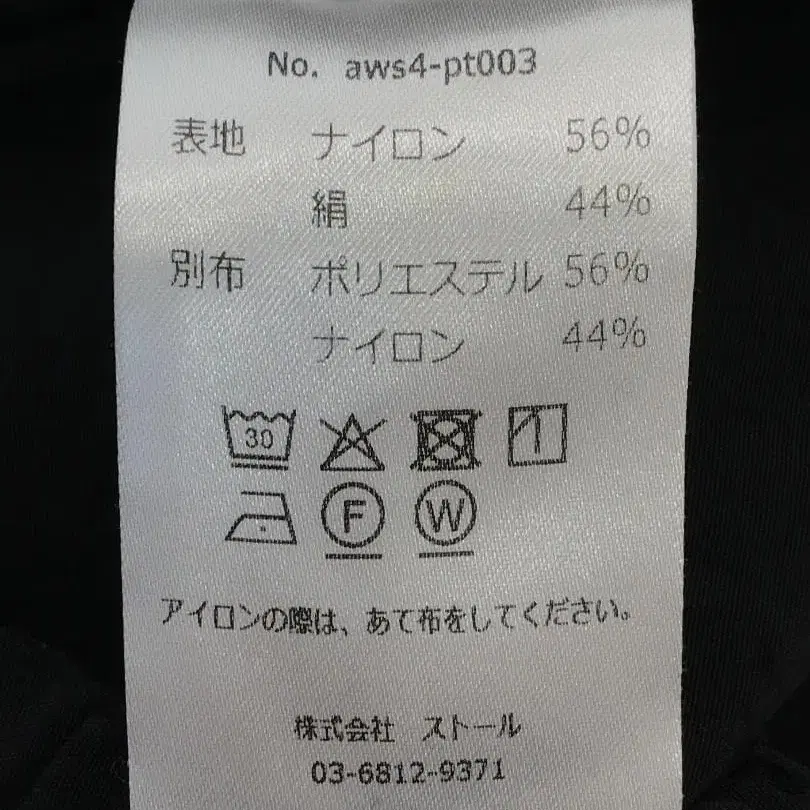 No. aws4-pt003
表地 ナイロン 56%
絹 44%
別布 ポリエステル 56%
ナイロン 44%
30
F W
アイロンの際は、あて布をしてください。
株式会社 ストール
03-6812-9371